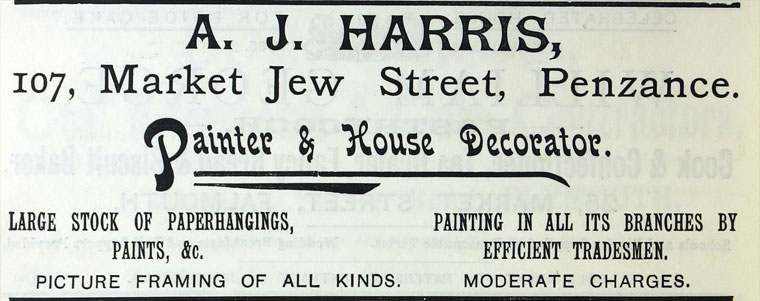 A. J. HARRIS,
107, Market Jew Street, Penzance.
Painter & House Decorator.
LARGE STOCK OF PAPERHANGINGS,
PAINTS, &c.
PICTURE FRAMING OF ALL KINDS.
PAINTING IN ALL ITS BRANCHES BY
EFFICIENT TRADESMEN.
MODERATE CHARGES.